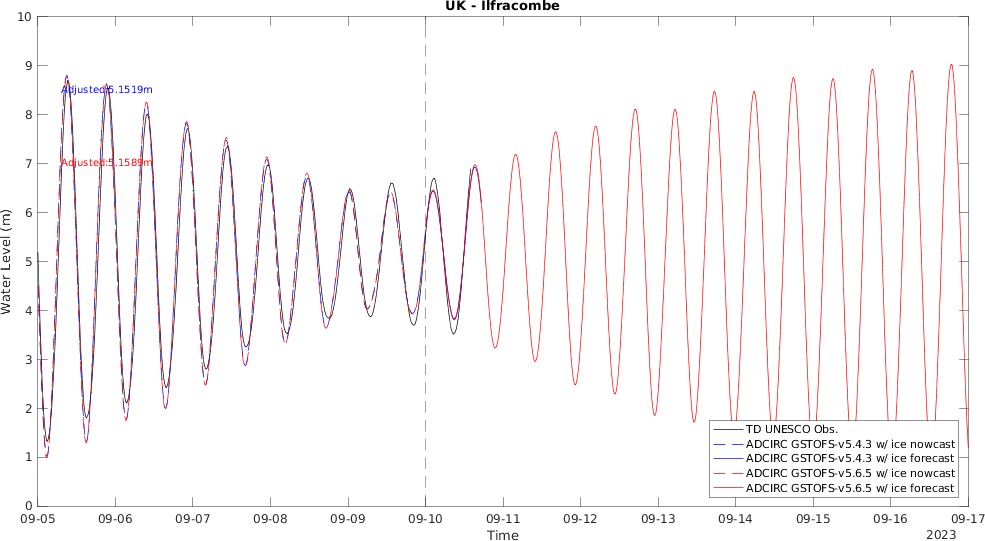 UK - Ilfracombe
10
9
8
7
6
5
4
3
2
1
0
Water Level (m)
Adjusted:5.1519m
Adjusted:5.1589m
TD UNESCO Obs.
ADCIRC GSTOFS-v5.4.3 w/ ice nowcast
ADCIRC GSTOFS-v5.4.3 w/ ice forecast
ADCIRC GSTOFS-v5.6.5 w/ ice nowcast
ADCIRC GSTOFS-v5.6.5 w/ ice forecast
09-05 09-06 09-07 09-08 09-09 09-10 09-11 09-12 09-13 09-14 09-15 09-16 09-17
Time
2023